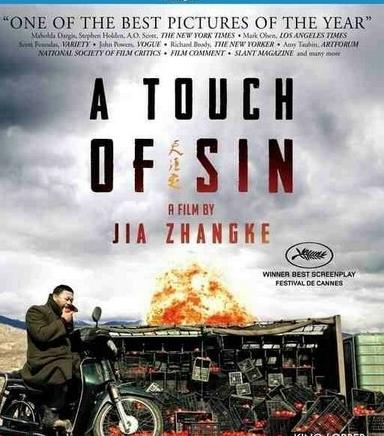 “ONE OF THE BEST PICTURES OF THE YEAR”
Manohla Dargis, Stephen Holden, A.O. Scott, THE NEW YORK TIMES • Mark Olsen, LOS ANGELES TIMES
Scott Foundas, VARIETY • John Powers, VOGUE • Richard Brody, THE NEW YORKER • Amy Taubin, ARTFORUM
NATIONAL SOCIETY OF FILM CRITICS • FILM COMMENT • SLANT MAGAZINE and many more
A TOUCH
OF 天注定 SIN
A FILM BY
JIA ZHANGKE
WINNER BEST SCREENPLAY
FESTIVAL DE CANNES
KINO LORBER